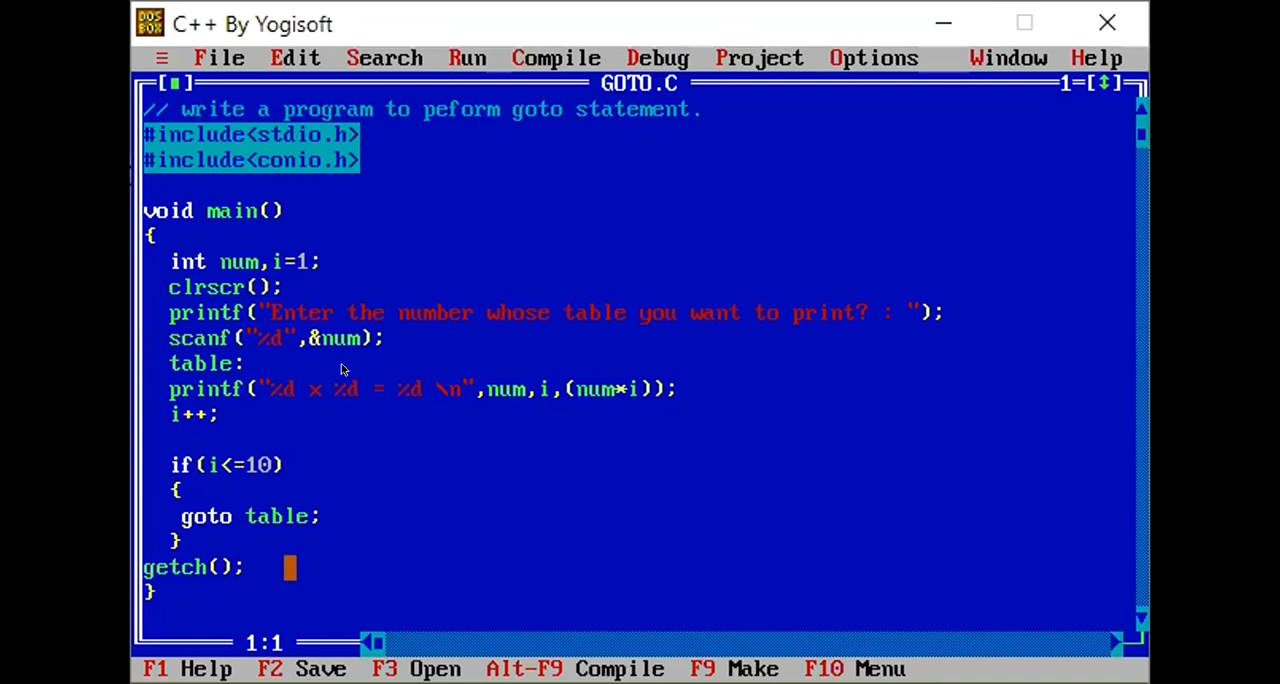 C++ By Yogisoft
≡ File Edit Search Run Compile Debug Project Options Window Help
[■] GOTO.C 1=[↕]
// write a program to peform goto statement.
#include<stdio.h>
#include<conio.h>
void main()
{
int num,i=1;
clrscr();
printf("Enter the number whose table you want to print? : ");
scanf("%d",&num);
table:
printf("%d x %d = %d \n",num,i,(num*i));
i++;
if(i<=10)
{
goto table;
}
getch();
}
1:1
F1 Help F2 Save F3 Open Alt-F9 Compile F9 Make F10 Menu